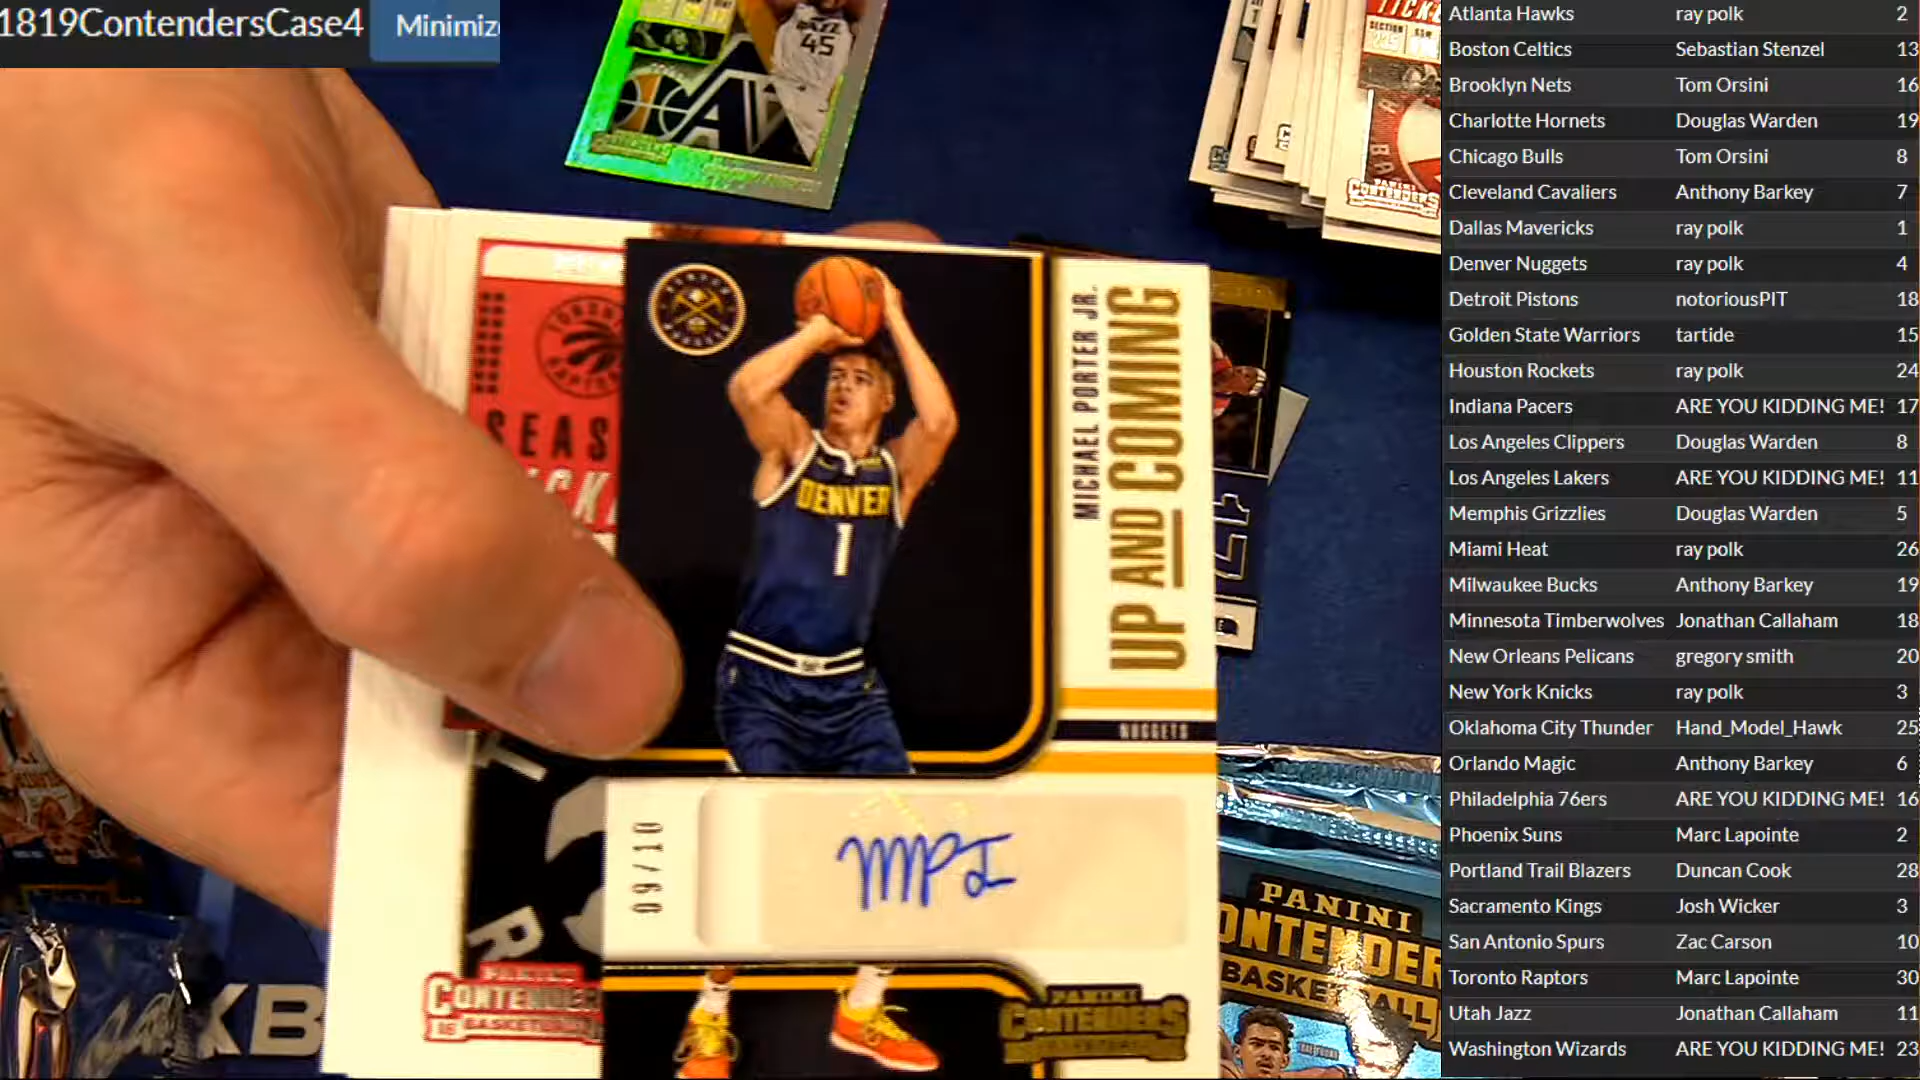 1819ContendersCase4
Minimiz
45
SEAS
DENVER
1
MICHAEL PORTER JR.
UP AND COMING
NUGGETS
09/10
MPJ
PANINI
CONTENDERS
CONTENDER
BASKETBALL
PANINI
CONTENDER
BASKETBALL
Atlanta Hawks ray polk 2
Boston Celtics Sebastian Stenzel 13
Brooklyn Nets Tom Orsini 16
Charlotte Hornets Douglas Warden 19
Chicago Bulls Tom Orsini 8
Cleveland Cavaliers Anthony Barkey 7
Dallas Mavericks ray polk 1
Denver Nuggets ray polk 4
Detroit Pistons notoriousPIT 18
Golden State Warriors tartide 15
Houston Rockets ray polk 24
Indiana Pacers ARE YOU KIDDING ME! 17
Los Angeles Clippers Douglas Warden 8
Los Angeles Lakers ARE YOU KIDDING ME! 11
Memphis Grizzlies Douglas Warden 5
Miami Heat ray polk 26
Milwaukee Bucks Anthony Barkey 19
Minnesota Timberwolves Jonathan Callaham 18
New Orleans Pelicans gregory smith 20
New York Knicks ray polk 3
Oklahoma City Thunder Hand_Model_Hawk 25
Orlando Magic Anthony Barkey 6
Philadelphia 76ers ARE YOU KIDDING ME! 16
Phoenix Suns Marc Lapointe 2
Portland Trail Blazers Duncan Cook 28
Sacramento Kings Josh Wicker 3
San Antonio Spurs Zac Carson 10
Toronto Raptors Marc Lapointe 30
Utah Jazz Jonathan Callaham 11
Washington Wizards ARE YOU KIDDING ME! 23